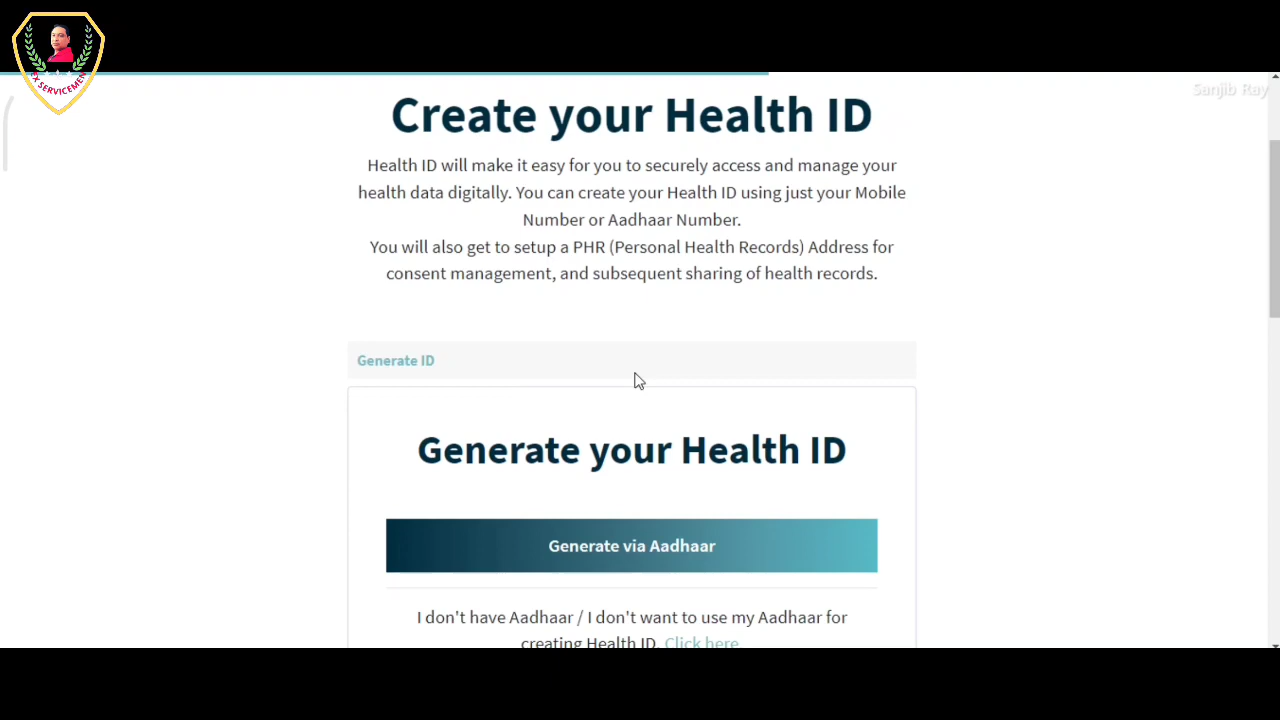 EX SERVICEMEN
Sanjib Ray
Create your Health ID
Health ID will make it easy for you to securely access and manage your
health data digitally. You can create your Health ID using just your Mobile
Number or Aadhaar Number.
You will also get to setup a PHR (Personal Health Records) Address for
consent management, and subsequent sharing of health records.
Generate ID
Generate your Health ID
Generate via Aadhaar
I don't have Aadhaar / I don't want to use my Aadhaar for
creating Health ID. Click here